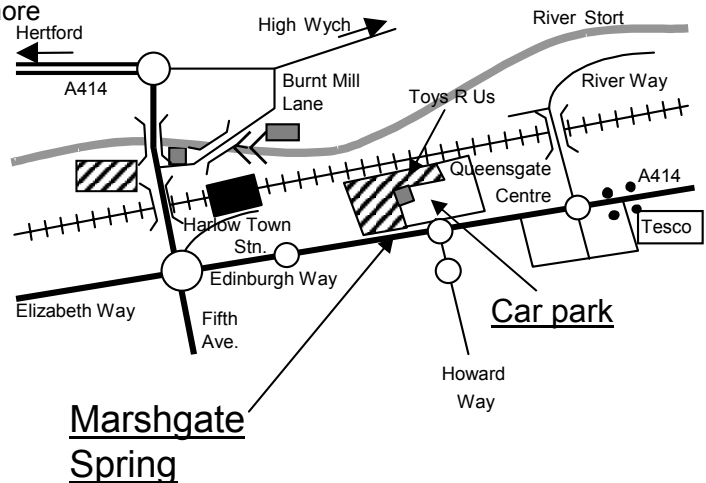 more
Hertford
High Wych
River Stort
A414
Burnt Mill
Lane
Toys R Us
River Way
Queensgate
Centre
A414
Tesco
Harlow Town
Stn.
Edinburgh Way
Elizabeth Way
Fifth
Ave.
Car park
Howard
Way
Marshgate
Spring